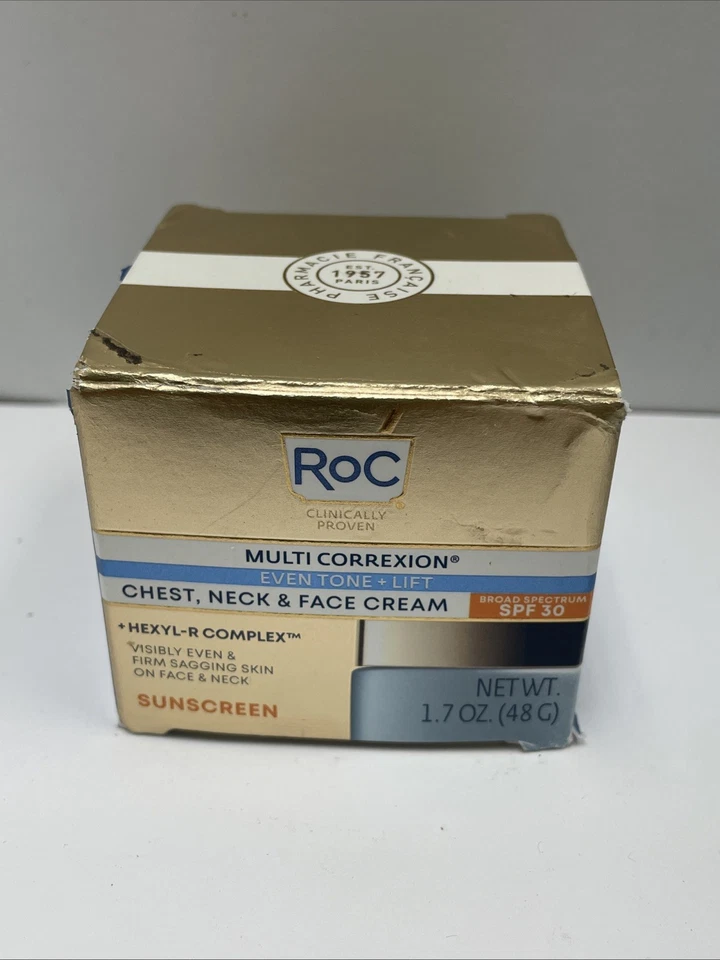 PHARMACIE FRANÇAISE
EST.
1957
PARIS
RoC
CLINICALLY
PROVEN
MULTI CORREXION®
EVEN TONE + LIFT
CHEST, NECK & FACE CREAM
BROAD SPECTRUM
SPF 30
+HEXYL-R COMPLEX™
VISIBLY EVEN &
FIRM SAGGING SKIN
ON FACE & NECK
SUNSCREEN
NET WT.
1.7 OZ. (48 G)